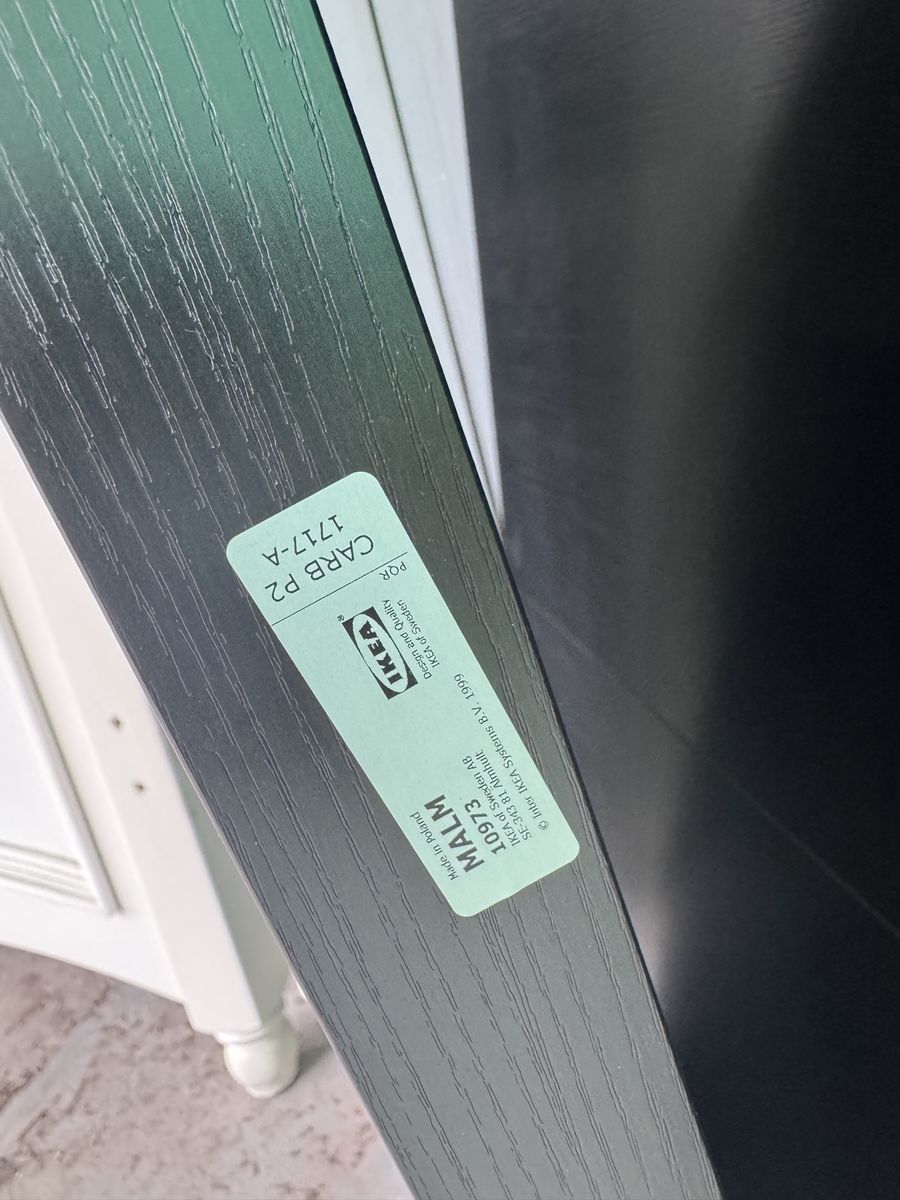 Made in Poland
MALM
10973
IKEA of Sweden AB
SE-343 81 Älmhult
© Inter IKEA Systems B.V. 1999
IKEA®
Design and Quality
IKEA of Sweden
PQR
CARB P2
1717-A